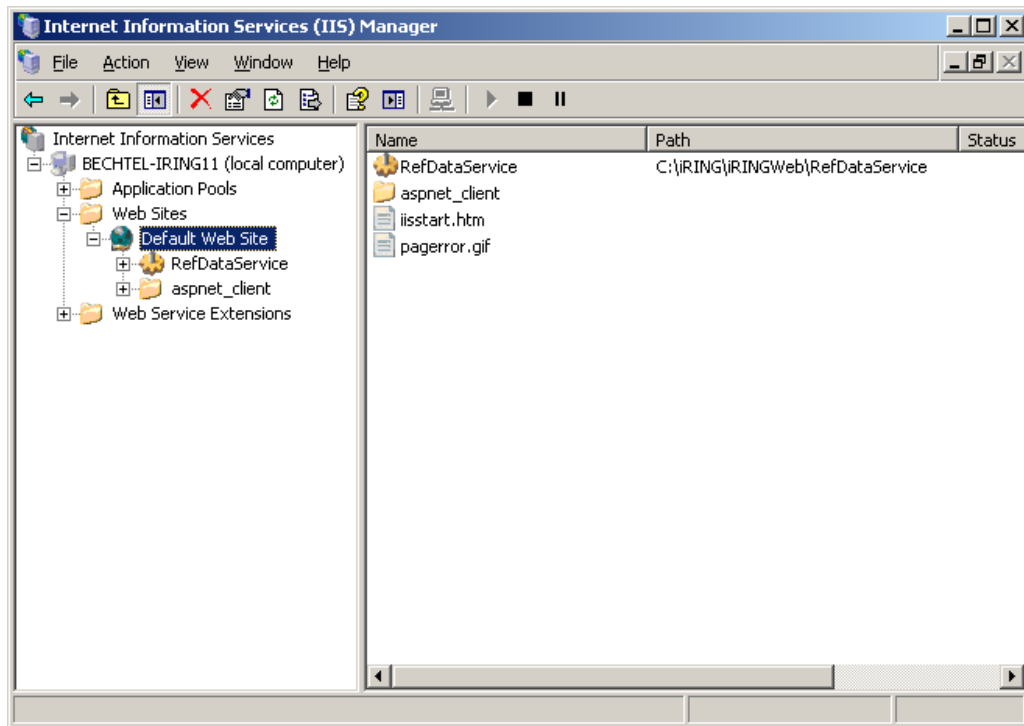 Internet Information Services (IIS) Manager
File Action View Window Help
Internet Information Services
BECHTEL-IRING11 (local computer)
Application Pools
Web Sites
Default Web Site
RefDataService
aspnet_client
Web Service Extensions
Name Path Status
RefDataService C:\iRING\iRINGWeb\RefDataService
aspnet_client
iisstart.htm
pagerror.gif